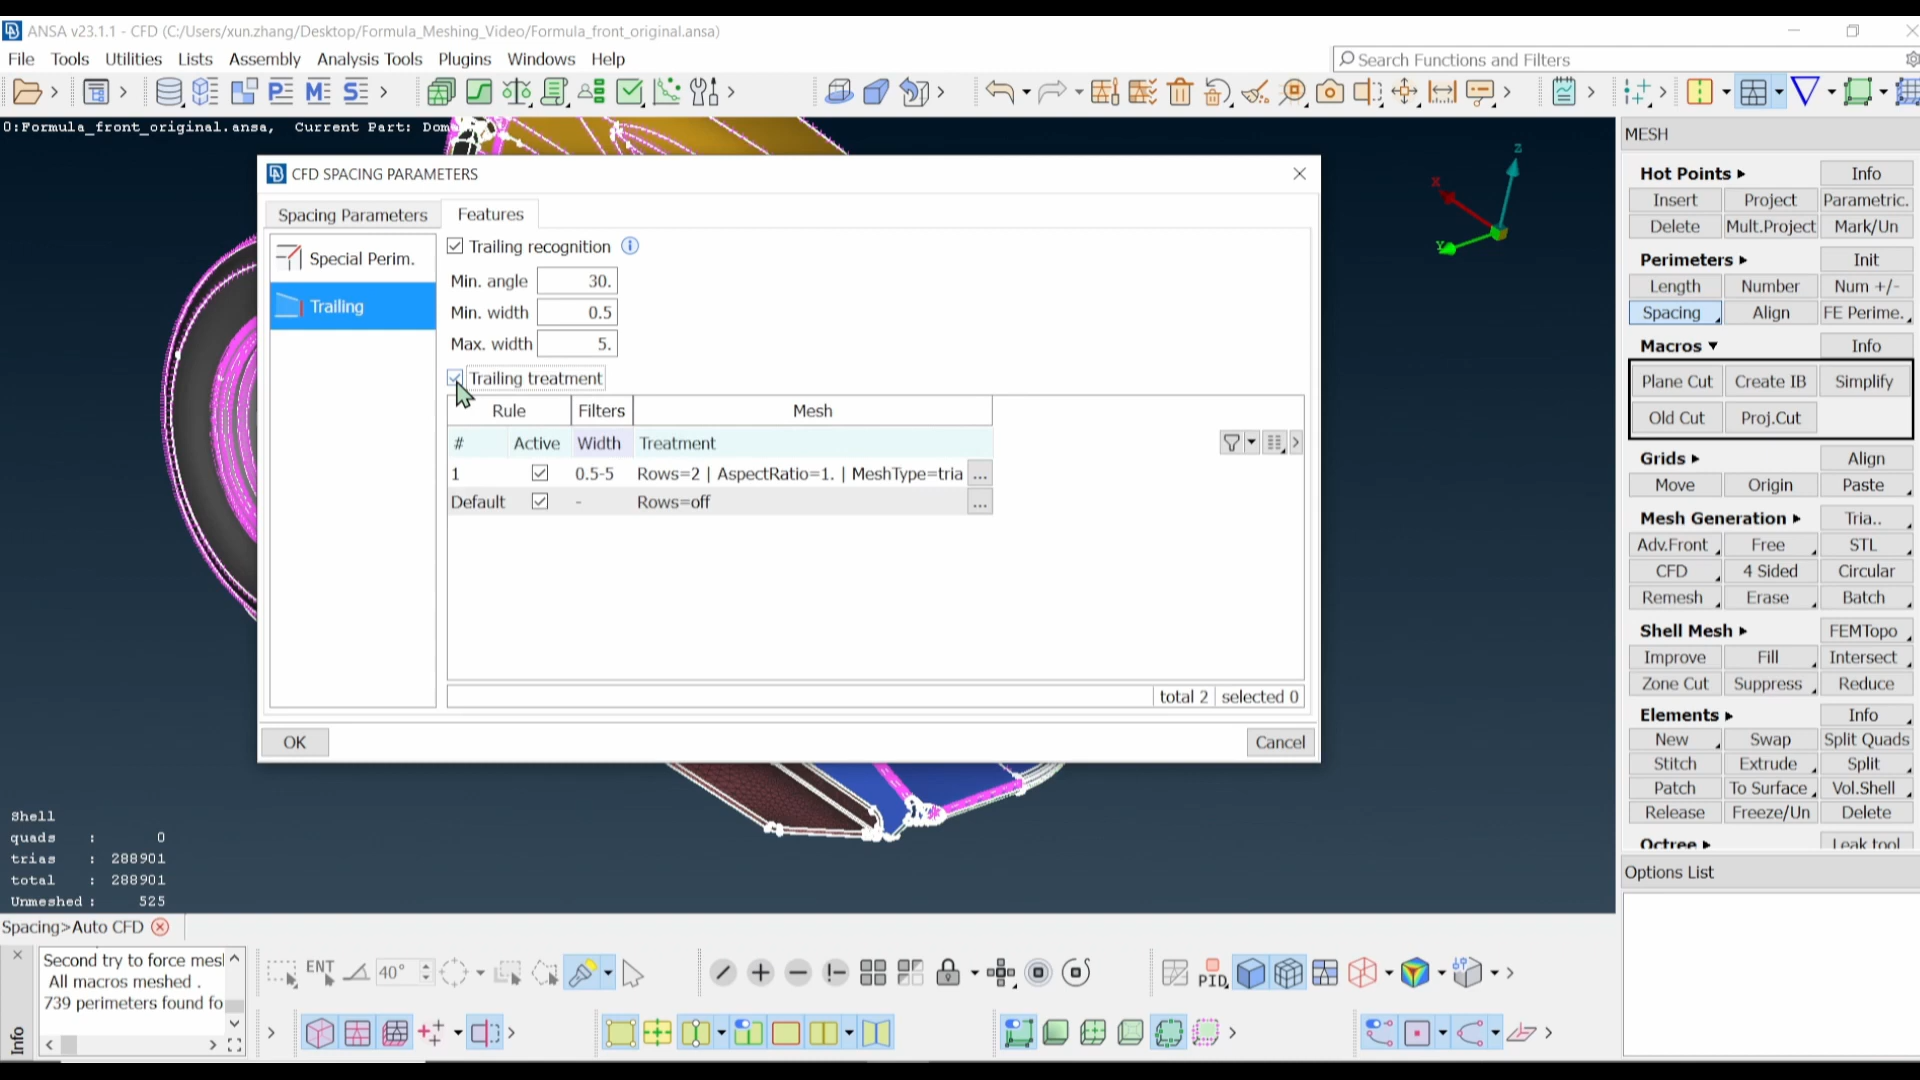 ANSA v23.1.1 - CFD (C:/Users/xun.zhang/Desktop/Formula_Meshing_Video/Formula_front_original.ansa)
File Tools Utilities Lists Assembly Analysis Tools Plugins Windows Help
Search Functions and Filters
0:Formula_front_original.ansa, Current Part: Dom
CFD SPACING PARAMETERS
Spacing Parameters Features
Special Perim.
Trailing
Trailing recognition
Min. angle 30.
Min. width 0.5
Max. width 5.
Trailing treatment
Rule Filters Mesh
# Active Width Treatment
1 0.5-5 Rows=2 | AspectRatio=1. | MeshType=tria ...
Default - Rows=off ...
total 2 selected 0
OK Cancel
Z
X
Y
MESH
Hot Points Info
Insert Project Parametric.
Delete Mult.Project Mark/Un
Perimeters Init
Length Number Num +/-
Spacing Align FE Perime.
Macros Info
Plane Cut Create IB Simplify
Old Cut Proj.Cut
Grids Align
Move Origin Paste
Mesh Generation Tria..
Adv.Front Free STL
CFD 4 Sided Circular
Remesh Erase Batch
Shell Mesh FEMTopo
Improve Fill Intersect
Zone Cut Suppress Reduce
Elements Info
New Swap Split Quads
Stitch Extrude Split
Patch To Surface Vol.Shell
Release Freeze/Un Delete
Octree Leak tool
Options List
Shell
quads : 0
trias : 288901
total : 288901
Unmeshed : 525
Spacing>Auto CFD
Second try to force mesl
All macros meshed .
739 perimeters found fo
Info
ENT 40°
PID